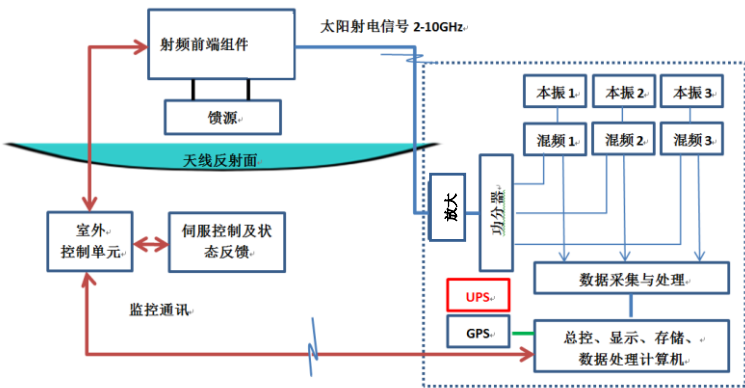 太阳射电信号 2-10GHz
射频前端组件
馈源
天线反射面
本振 1
本振 2
本振 3
混频 1
混频 2
混频 3
放大
功分器
室外
控制单元
伺服控制及状
态反馈
数据采集与处理
监控通讯
UPS
GPS
总控、显示、存储、
数据处理计算机